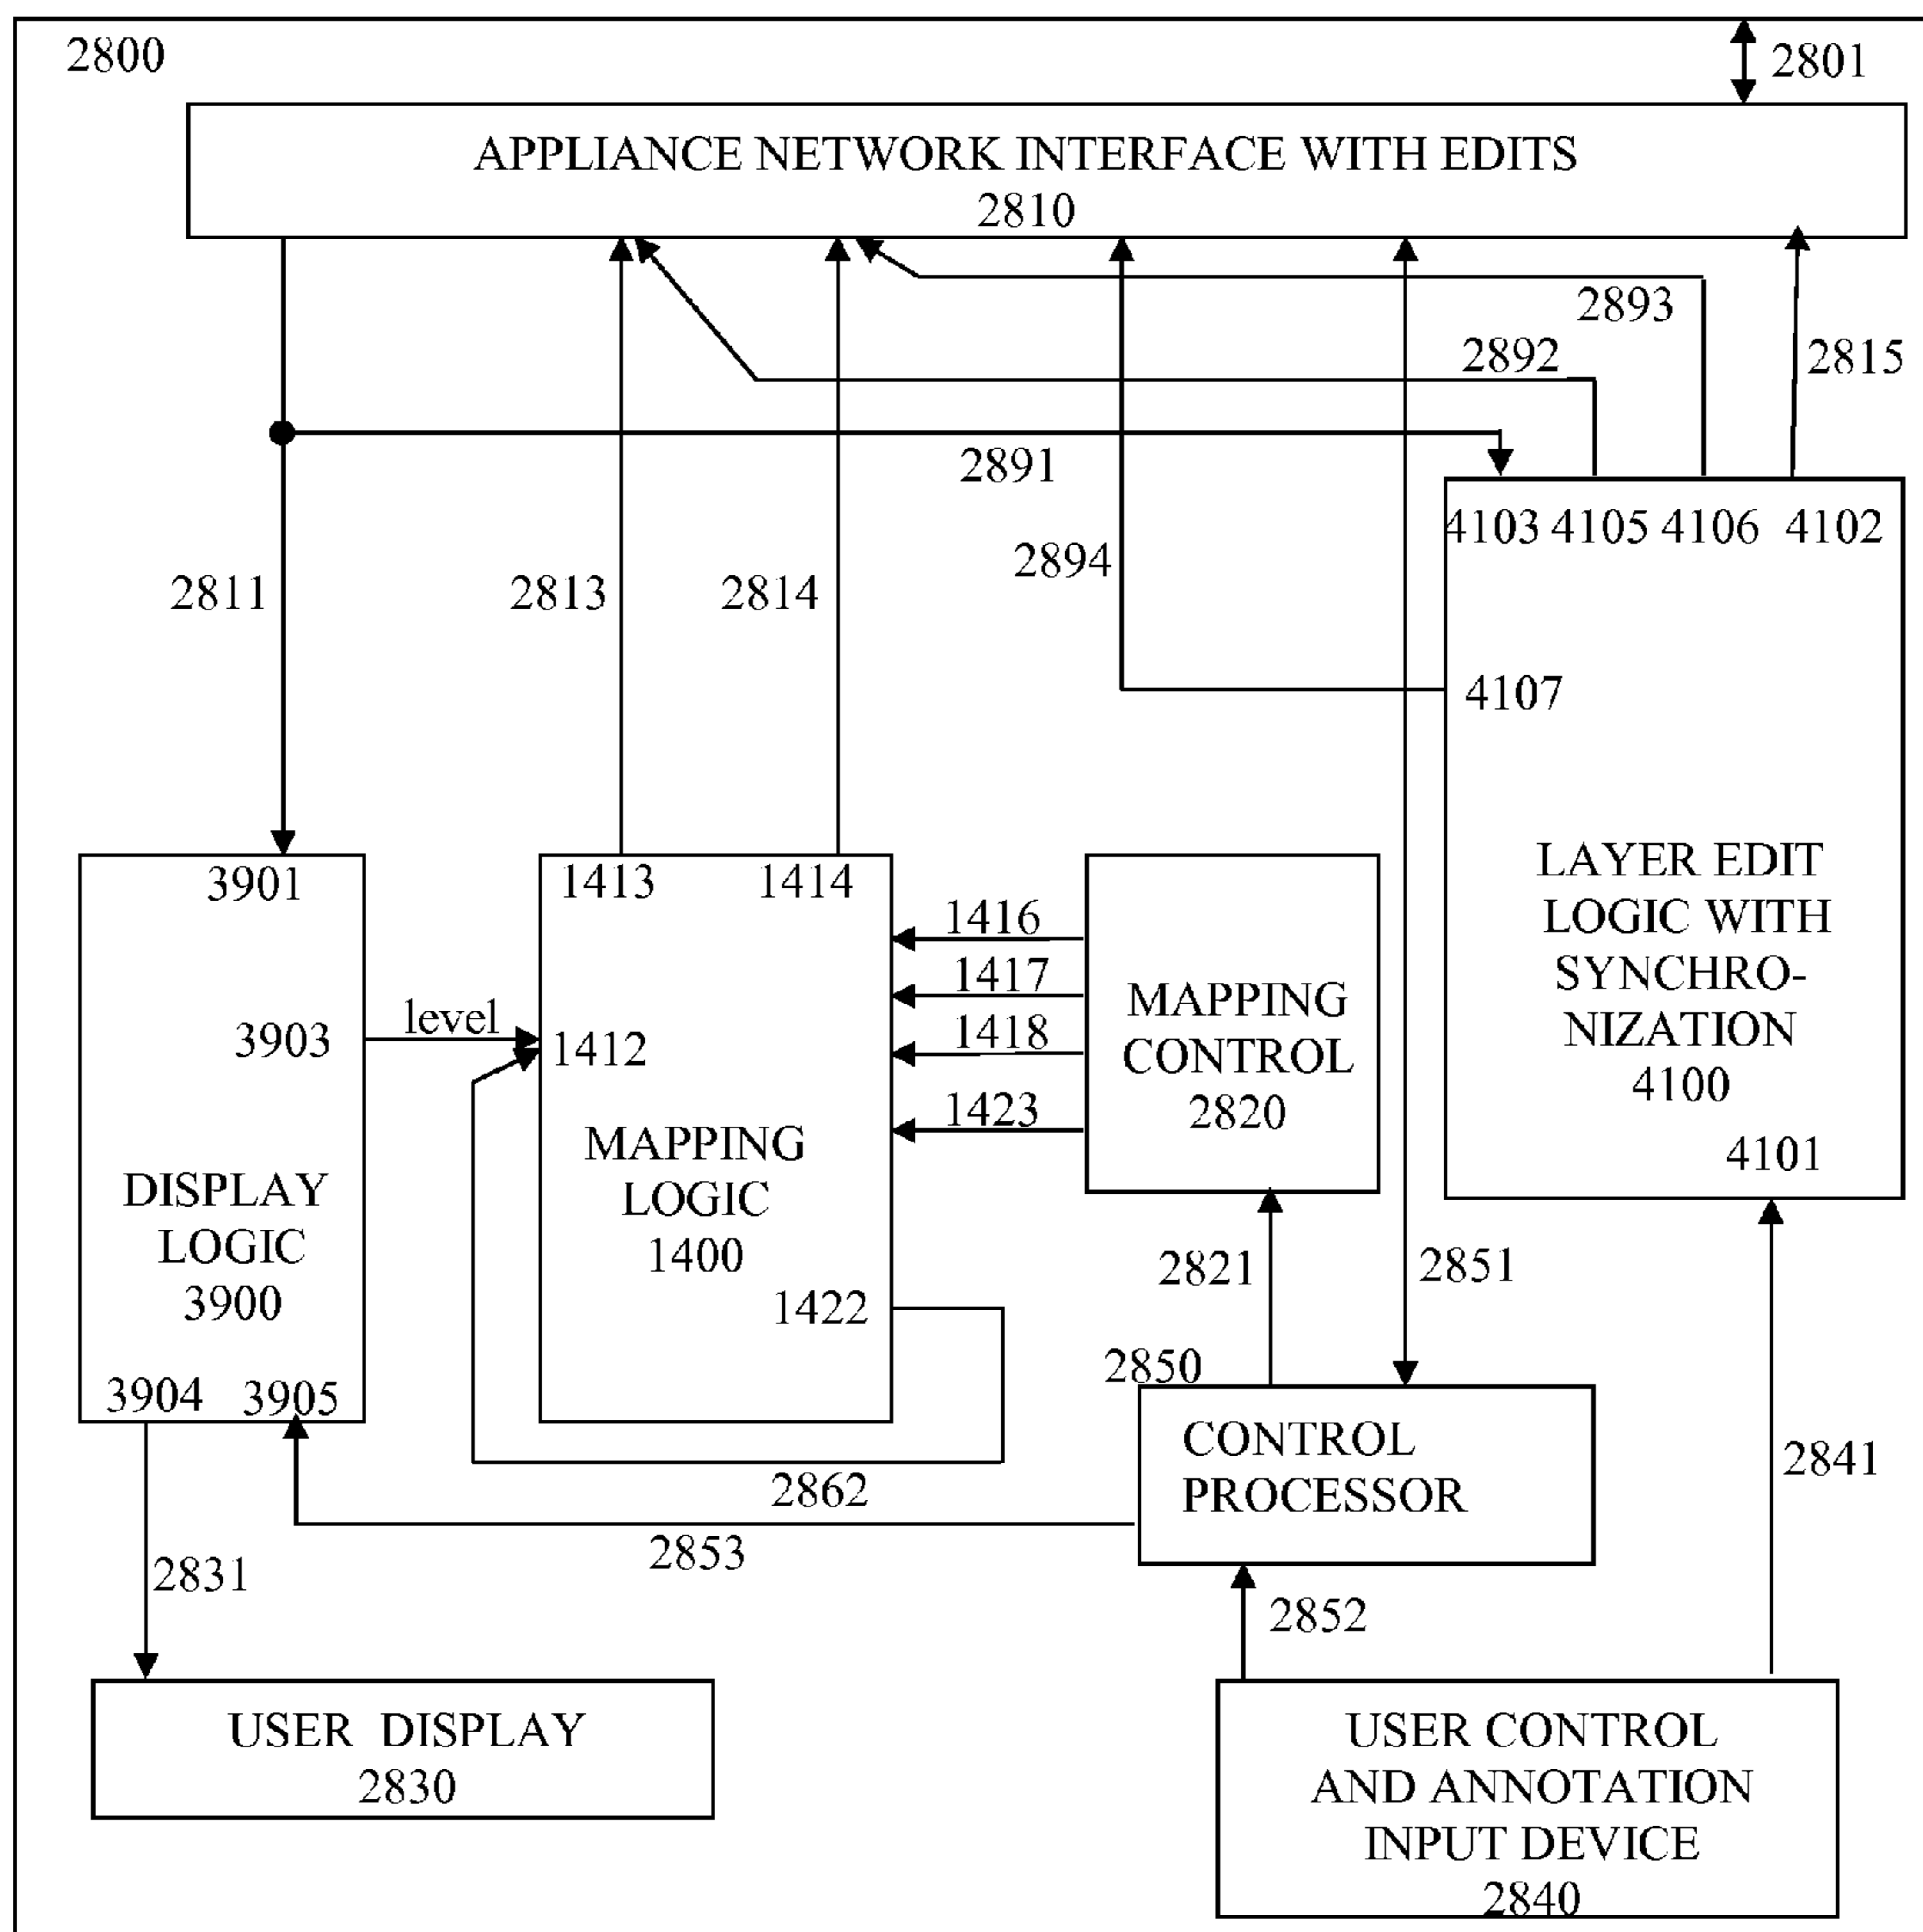 2800
2801
APPLIANCE NETWORK INTERFACE WITH EDITS
2810
2893
2892
2815
2891
4103 4105 4106 4102
2894
2811
2813
2814
4107
3901
1413
1414
1416
1417
1418
1423
level
3903
1412
MAPPING
CONTROL
2820
LAYER EDIT
LOGIC WITH
SYNCHRO-
NIZATION
4100
4101
MAPPING
LOGIC
1400
DISPLAY
LOGIC
3900
1422
2821
2851
2850
3904
3905
CONTROL
PROCESSOR
2841
2862
2853
2831
2852
USER DISPLAY
2830
USER CONTROL
AND ANNOTATION
INPUT DEVICE
2840